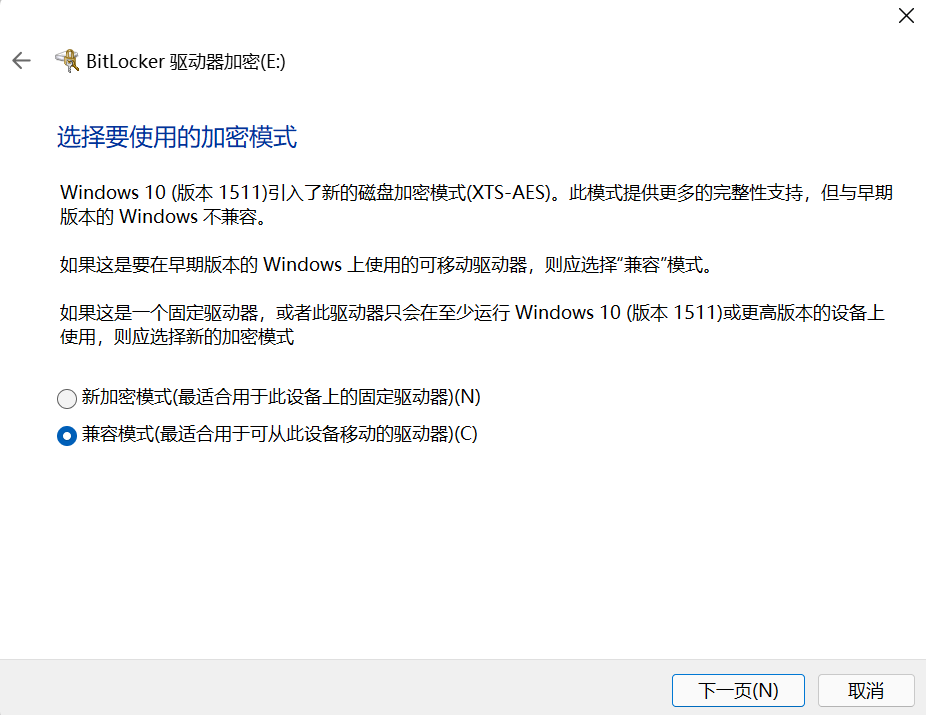 BitLocker 驱动器加密(E:)
选择要使用的加密模式
Windows 10 (版本 1511)引入了新的磁盘加密模式(XTS-AES)。此模式提供更多的完整性支持，但与早期
版本的 Windows 不兼容。
如果这是要在早期版本的 Windows 上使用的可移动驱动器，则应选择“兼容”模式。
如果这是一个固定驱动器，或者此驱动器只会在至少运行 Windows 10 (版本 1511)或更高版本的设备上
使用，则应选择新的加密模式
新加密模式(最适合用于此设备上的固定驱动器)(N)
兼容模式(最适合用于可从此设备移动的驱动器)(C)
下一页(N)
取消